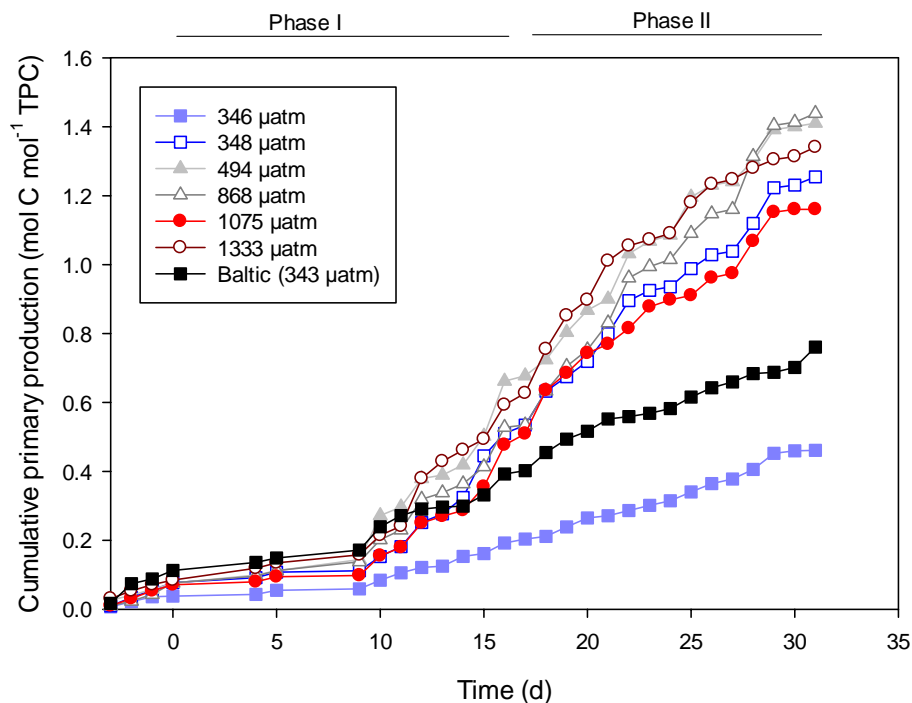 Phase I
Phase II
Cumulative primary production (mol C mol⁻¹ TPC)
1.6
1.4
1.2
1.0
0.8
0.6
0.4
0.2
0.0
346 µatm
348 µatm
494 µatm
868 µatm
1075 µatm
1333 µatm
Baltic (343 µatm)
0 5 10 15 20 25 30 35
Time (d)